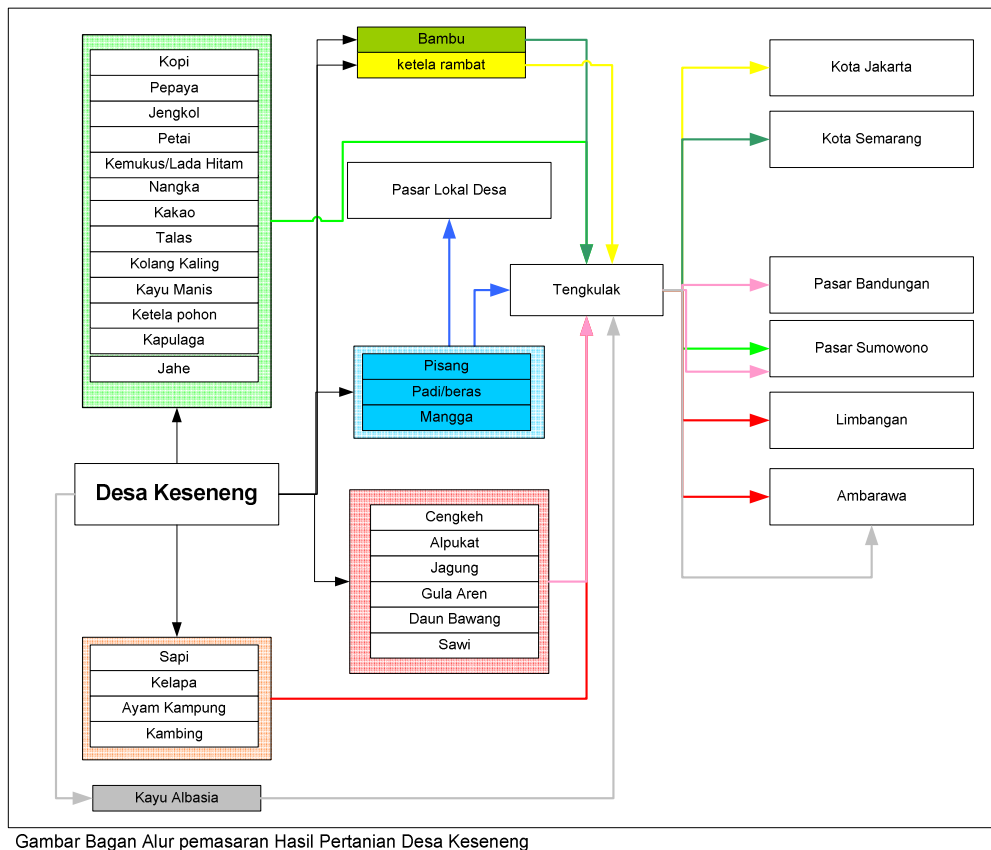 Kopi
Pepaya
Jengkol
Petai
Kemukus/Lada Hitam
Nangka
Kakao
Talas
Kolang Kaling
Kayu Manis
Ketela pohon
Kapulaga
Jahe
Desa Keseneng
Sapi
Kelapa
Ayam Kampung
Kambing
Kayu Albasia
Bambu
ketela rambat
Pasar Lokal Desa
Pisang
Padi/beras
Mangga
Cengkeh
Alpukat
Jagung
Gula Aren
Daun Bawang
Sawi
Tengkulak
Kota Jakarta
Kota Semarang
Pasar Bandungan
Pasar Sumowono
Limbangan
Ambarawa
Gambar Bagan Alur pemasaran Hasil Pertanian Desa Keseneng